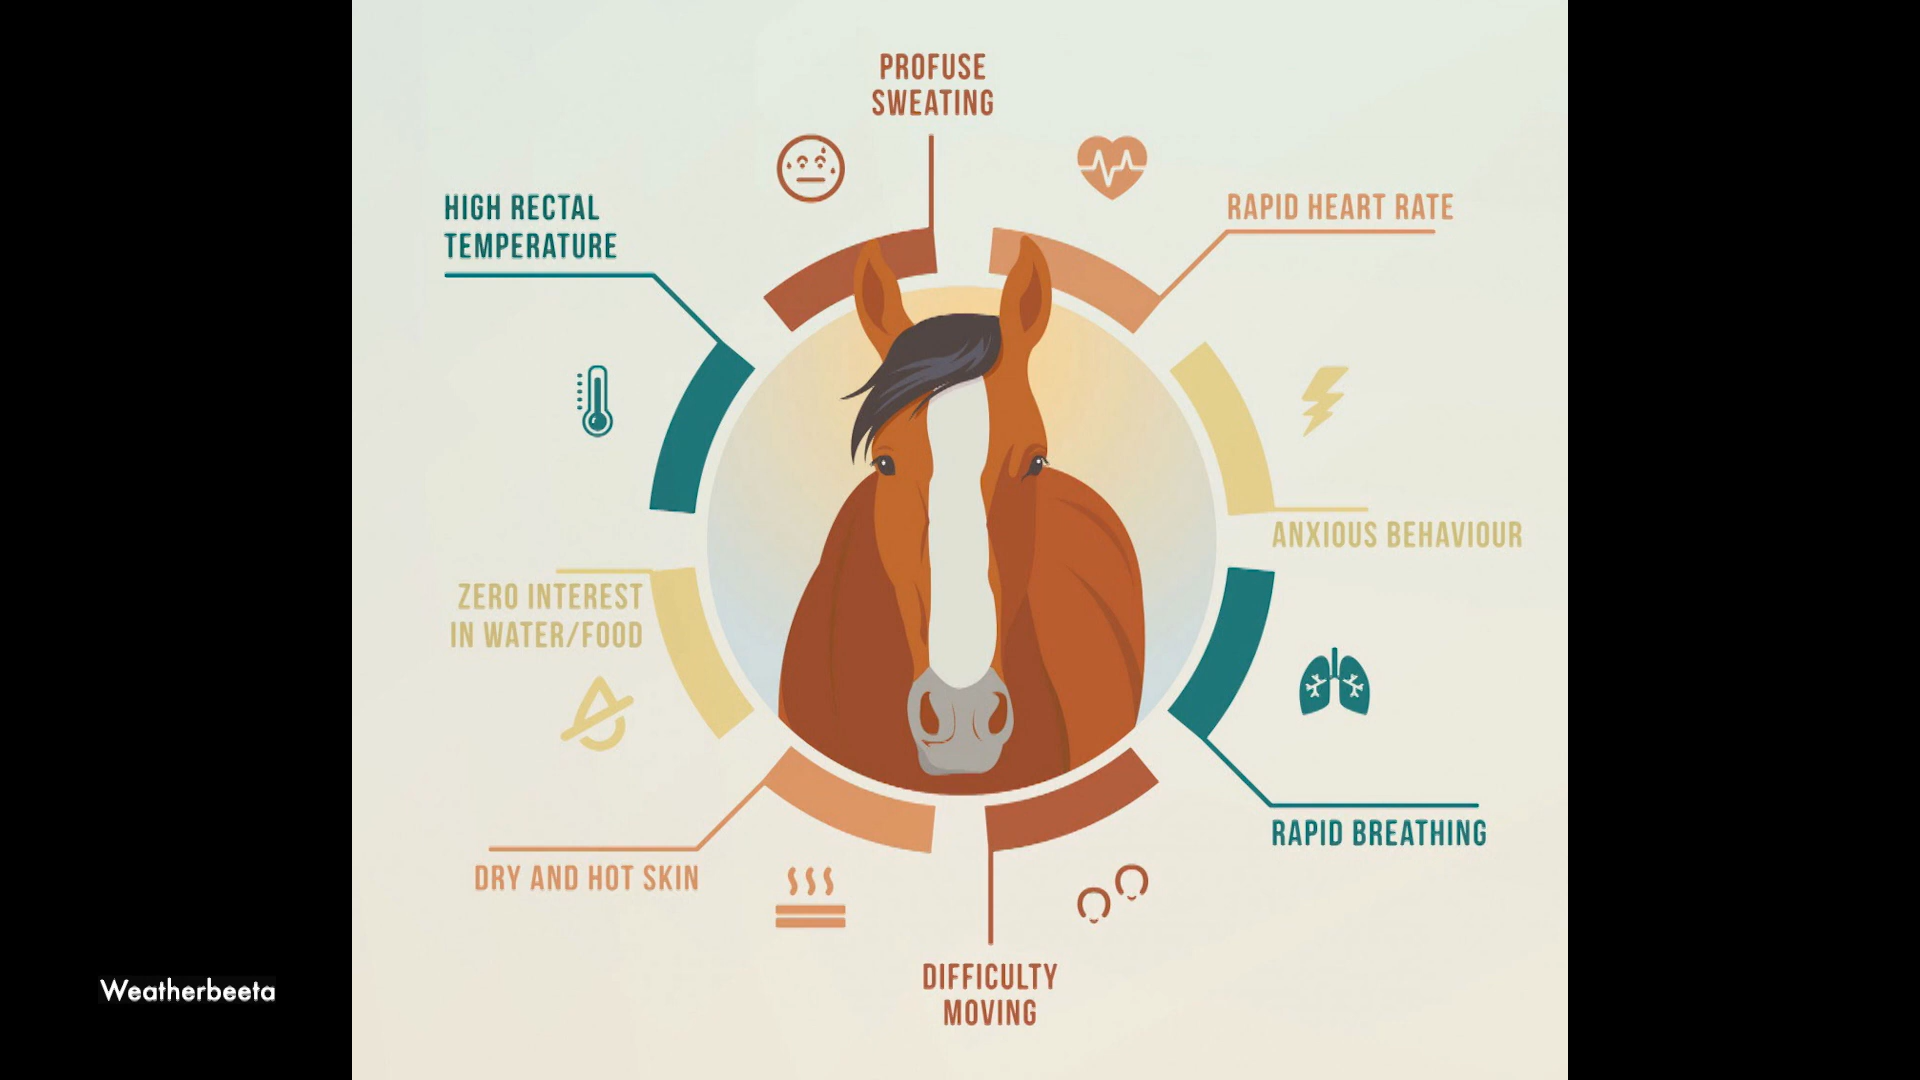 PROFUSE
SWEATING
HIGH RECTAL
TEMPERATURE
RAPID HEART RATE
ANXIOUS BEHAVIOUR
ZERO INTEREST
IN WATER/FOOD
RAPID BREATHING
DRY AND HOT SKIN
DIFFICULTY
MOVING
Weatherbeeta